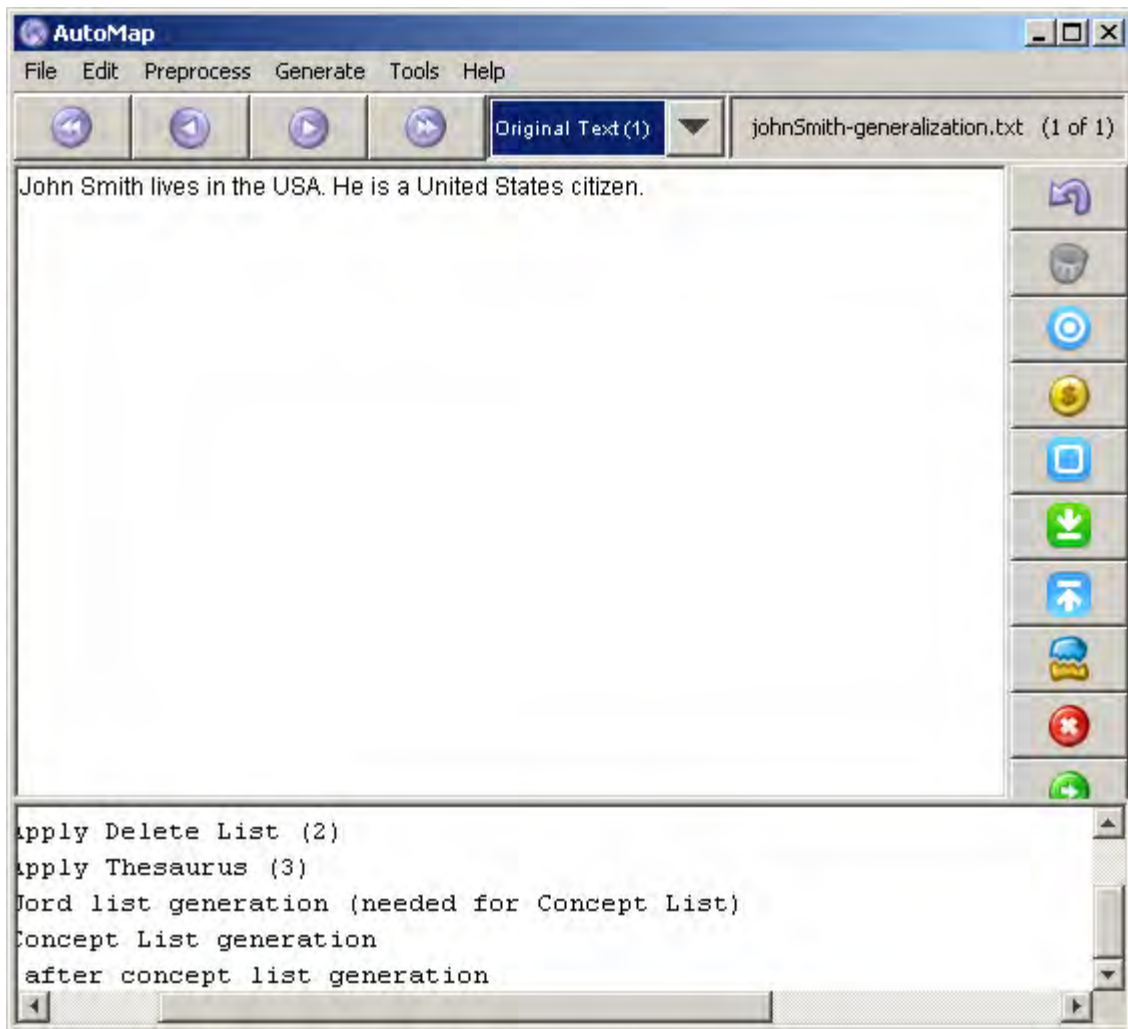 AutoMap
File Edit Preprocess Generate Tools Help
Original Text (1) johnSmith-generalization.txt (1 of 1)
John Smith lives in the USA. He is a United States citizen.
pply Delete List (2)
pply Thesaurus (3)
ord list generation (needed for Concept List)
oncept List generation
after concept list generation